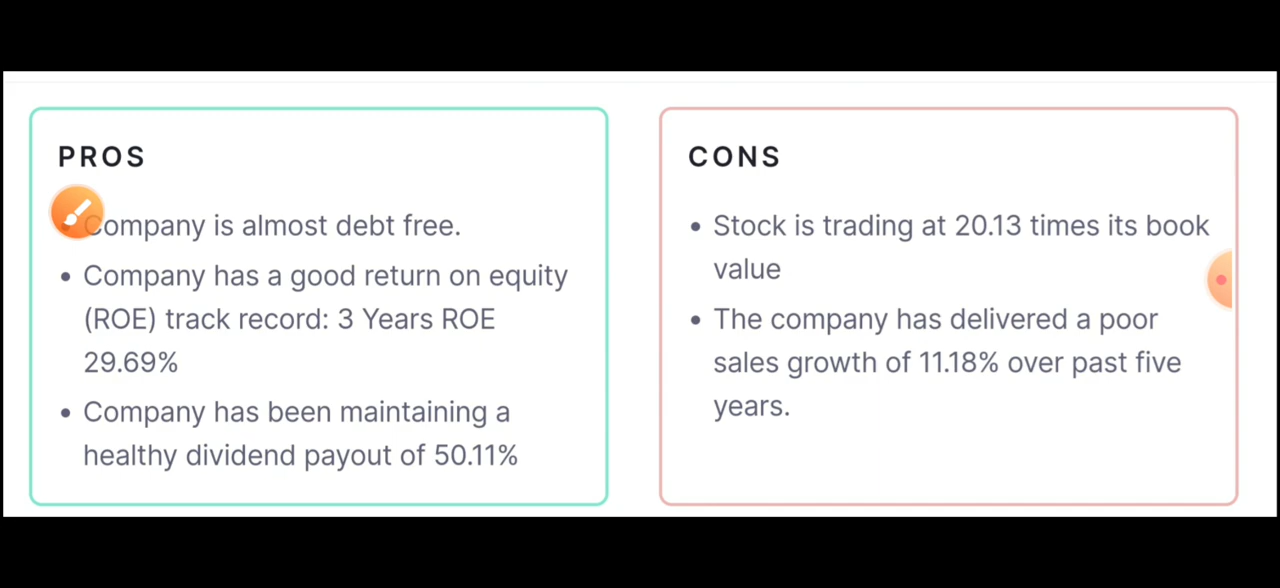 PROS
Company is almost debt free.
• Company has a good return on equity
(ROE) track record: 3 Years ROE
29.69%
• Company has been maintaining a
healthy dividend payout of 50.11%
CONS
• Stock is trading at 20.13 times its book
value
• The company has delivered a poor
sales growth of 11.18% over past five
years.